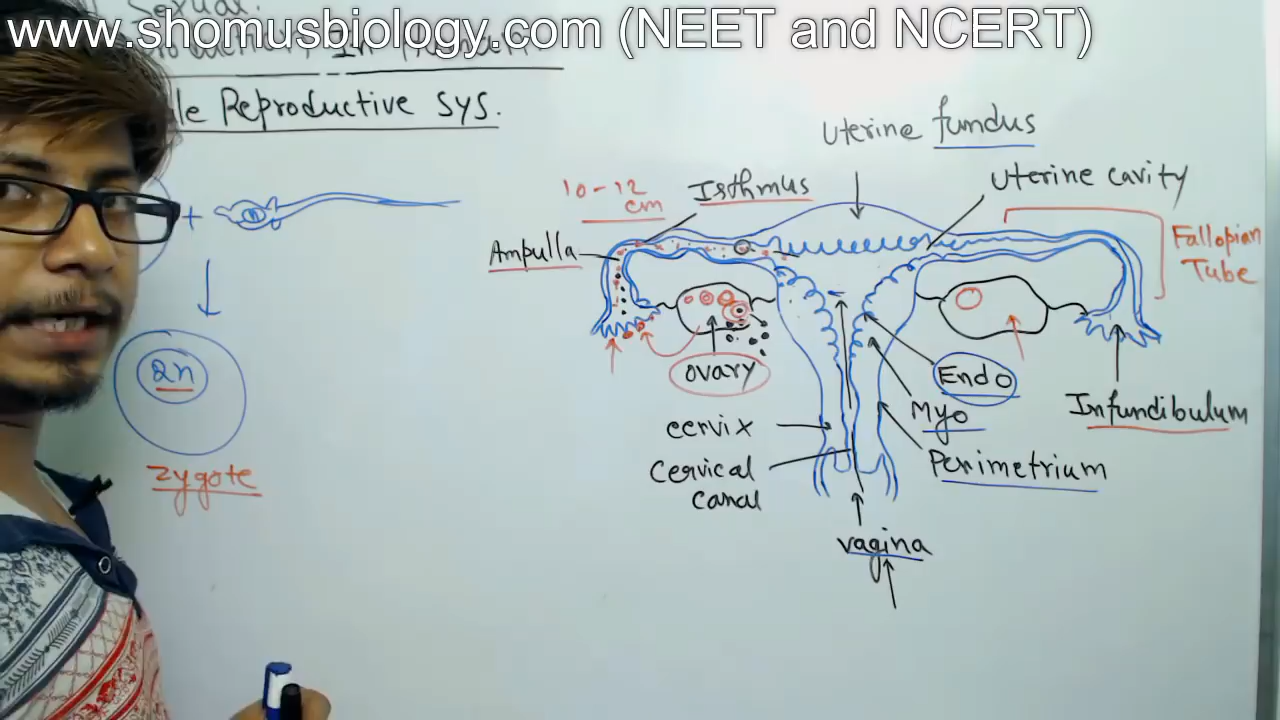 www.shomusbiology.com (NEET and NCERT)
Sexual.
Reproductive Sys.
Uterine fundus
10-12
cm
Isthmus
Uterine cavity
Ampulla
Fallopian
Tube
+
n
2n
zygote
ovary
Endo
Myo
Infundibulum
cervix
Cervical
canal
Perimetrium
vagina